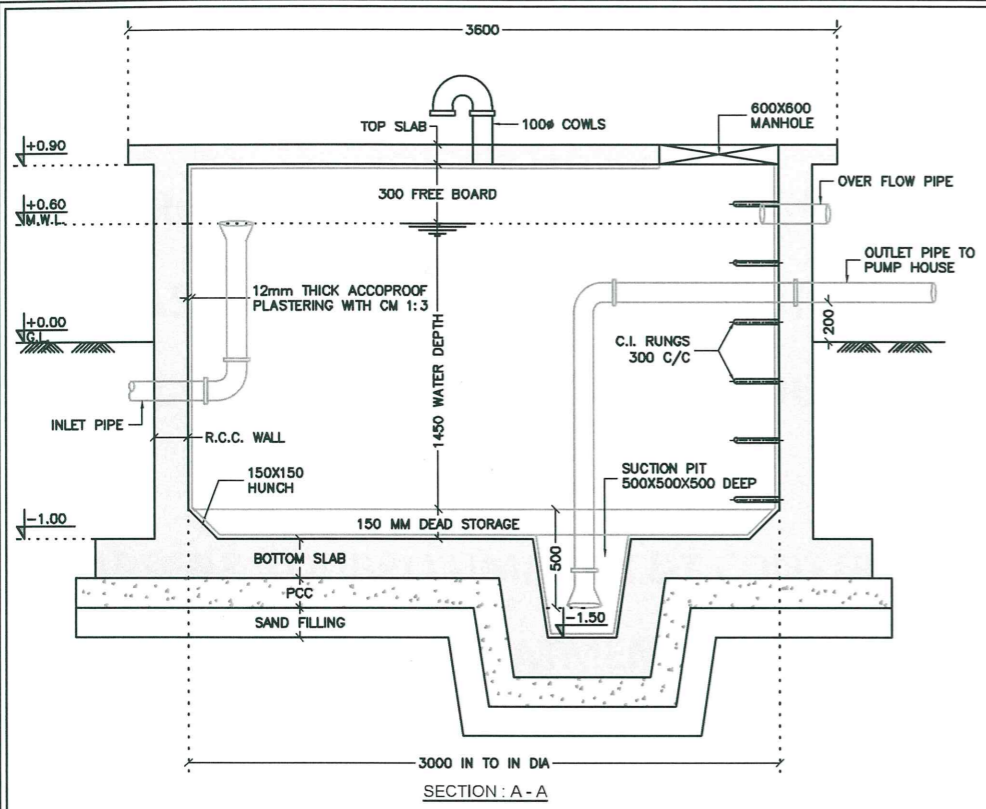 3600
TOP SLAB
100ø COWLS
600X600
MANHOLE
+0.90
300 FREE BOARD
OVER FLOW PIPE
+0.60
M.W.L.
OUTLET PIPE TO
PUMP HOUSE
12mm THICK ACCOPROOF
PLASTERING WITH CM 1:3
+0.00
G.L.
200
C.I. RUNGS
300 C/C
1450 WATER DEPTH
INLET PIPE
R.C.C. WALL
150X150
HUNCH
SUCTION PIT
500X500X500 DEEP
-1.00
150 MM DEAD STORAGE
500
BOTTOM SLAB
PCC
-1.50
SAND FILLING
3000 IN TO IN DIA
SECTION : A - A